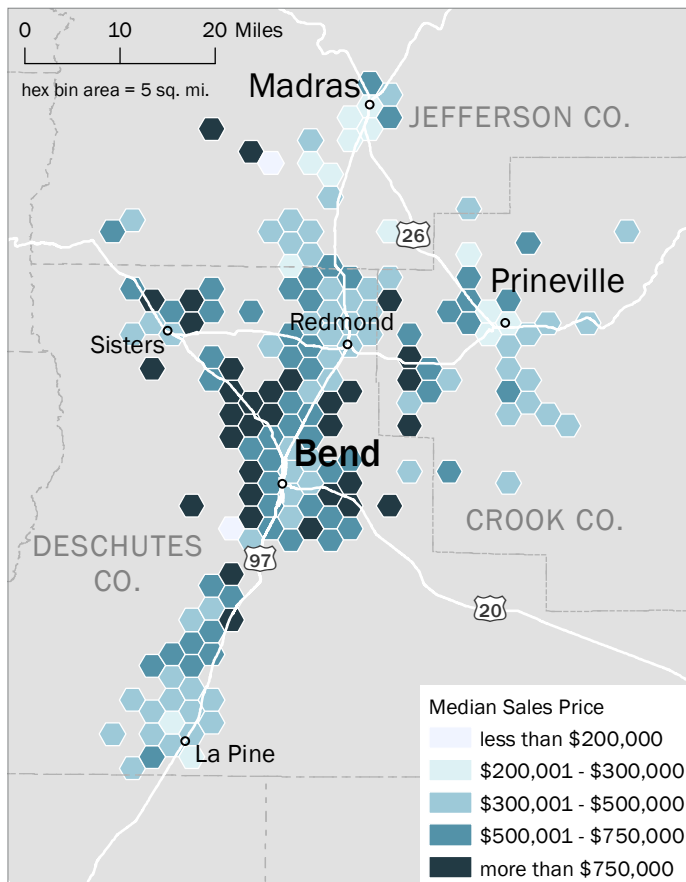 0 10 20 Miles
hex bin area = 5 sq. mi.
Madras
JEFFERSON CO.
26
Prineville
Redmond
Sisters
Bend
CROOK CO.
DESCHUTES
CO.
97
20
La Pine
Median Sales Price
less than $200,000
$200,001 - $300,000
$300,001 - $500,000
$500,001 - $750,000
more than $750,000